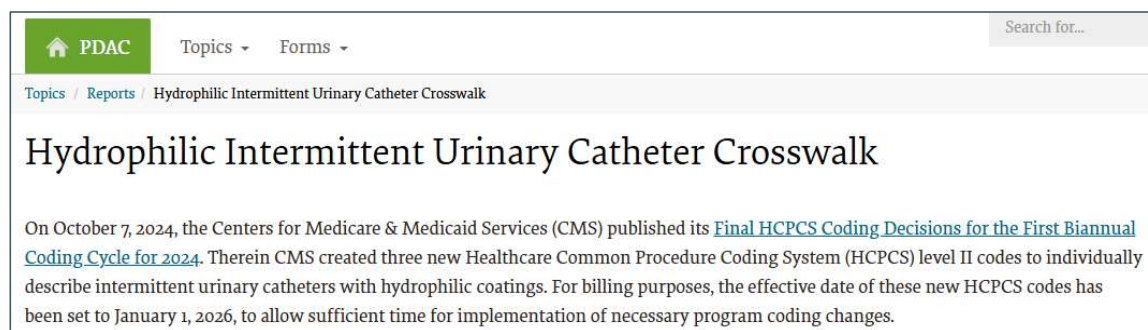 PDAC Topics Forms Search for...
Topics / Reports / Hydrophilic Intermittent Urinary Catheter Crosswalk
Hydrophilic Intermittent Urinary Catheter Crosswalk
On October 7, 2024, the Centers for Medicare & Medicaid Services (CMS) published its Final HCPCS Coding Decisions for the First Biannual
Coding Cycle for 2024. Therein CMS created three new Healthcare Common Procedure Coding System (HCPCS) level II codes to individually
describe intermittent urinary catheters with hydrophilic coatings. For billing purposes, the effective date of these new HCPCS codes has
been set to January 1, 2026, to allow sufficient time for implementation of necessary program coding changes.